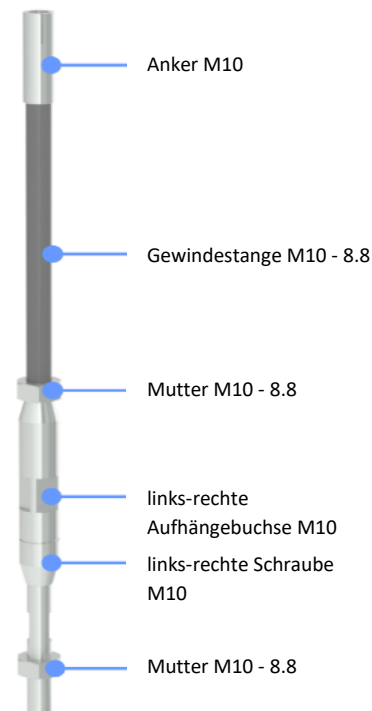 Anker M10
Gewindestange M10 - 8.8
Mutter M10 - 8.8
links-rechte
Aufhängebuchse M10
links-rechte Schraube
M10
Mutter M10 - 8.8